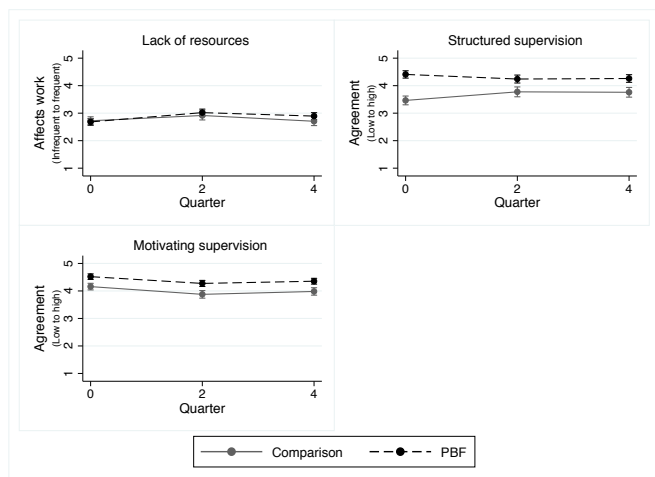 Lack of resources
Affects work
(Infrequent to frequent)
5
4
3
2
1
0 2 4
Quarter
Structured supervision
Agreement
(Low to high)
5
4
3
2
1
0 2 4
Quarter
Motivating supervision
Agreement
(Low to high)
5
4
3
2
1
0 2 4
Quarter
Comparison PBF